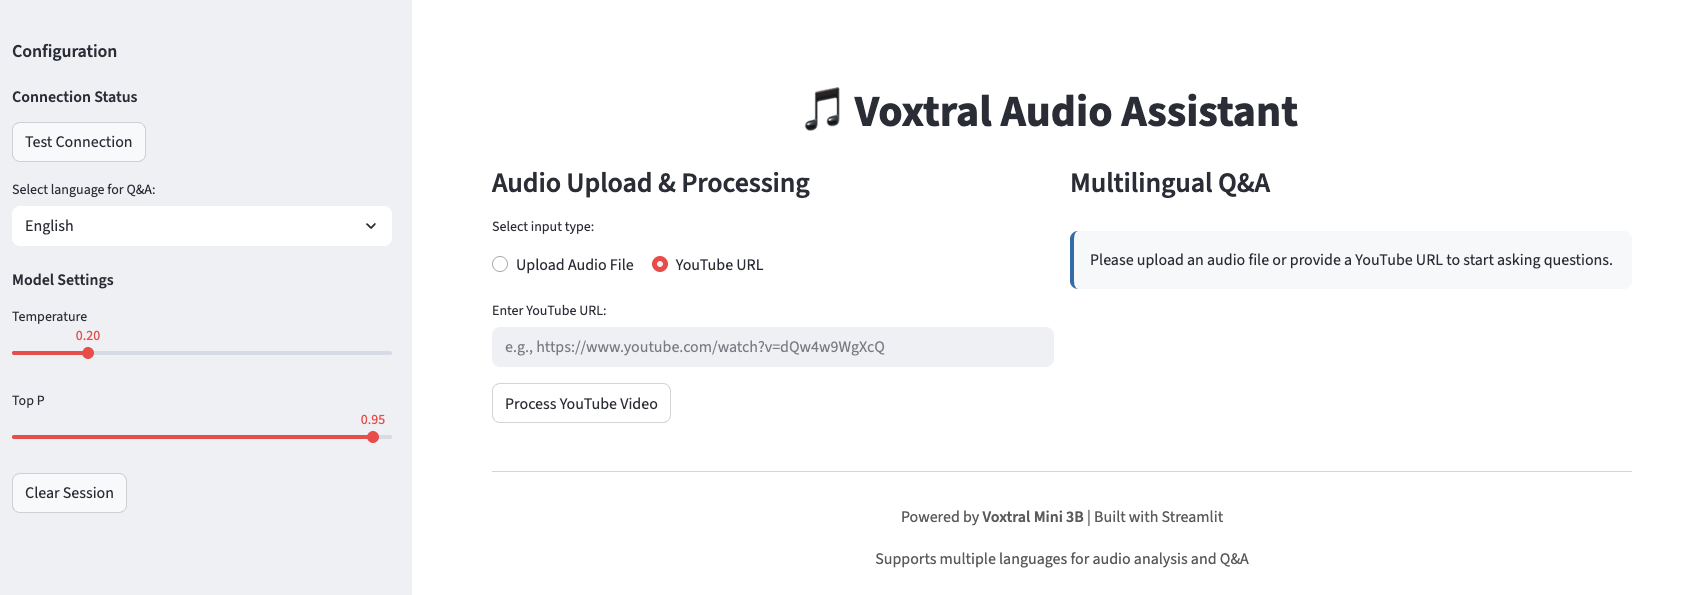 Configuration
Connection Status
Test Connection
Select language for Q&A:
English
Model Settings
Temperature
0.20
Top P
0.95
Clear Session
🎵 Voxtral Audio Assistant
Audio Upload & Processing
Select input type:
Upload Audio File
YouTube URL
Enter YouTube URL:
e.g., https://www.youtube.com/watch?v=dQw4w9WgXcQ
Process YouTube Video
Multilingual Q&A
Please upload an audio file or provide a YouTube URL to start asking questions.
Powered by Voxtral Mini 3B | Built with Streamlit
Supports multiple languages for audio analysis and Q&A